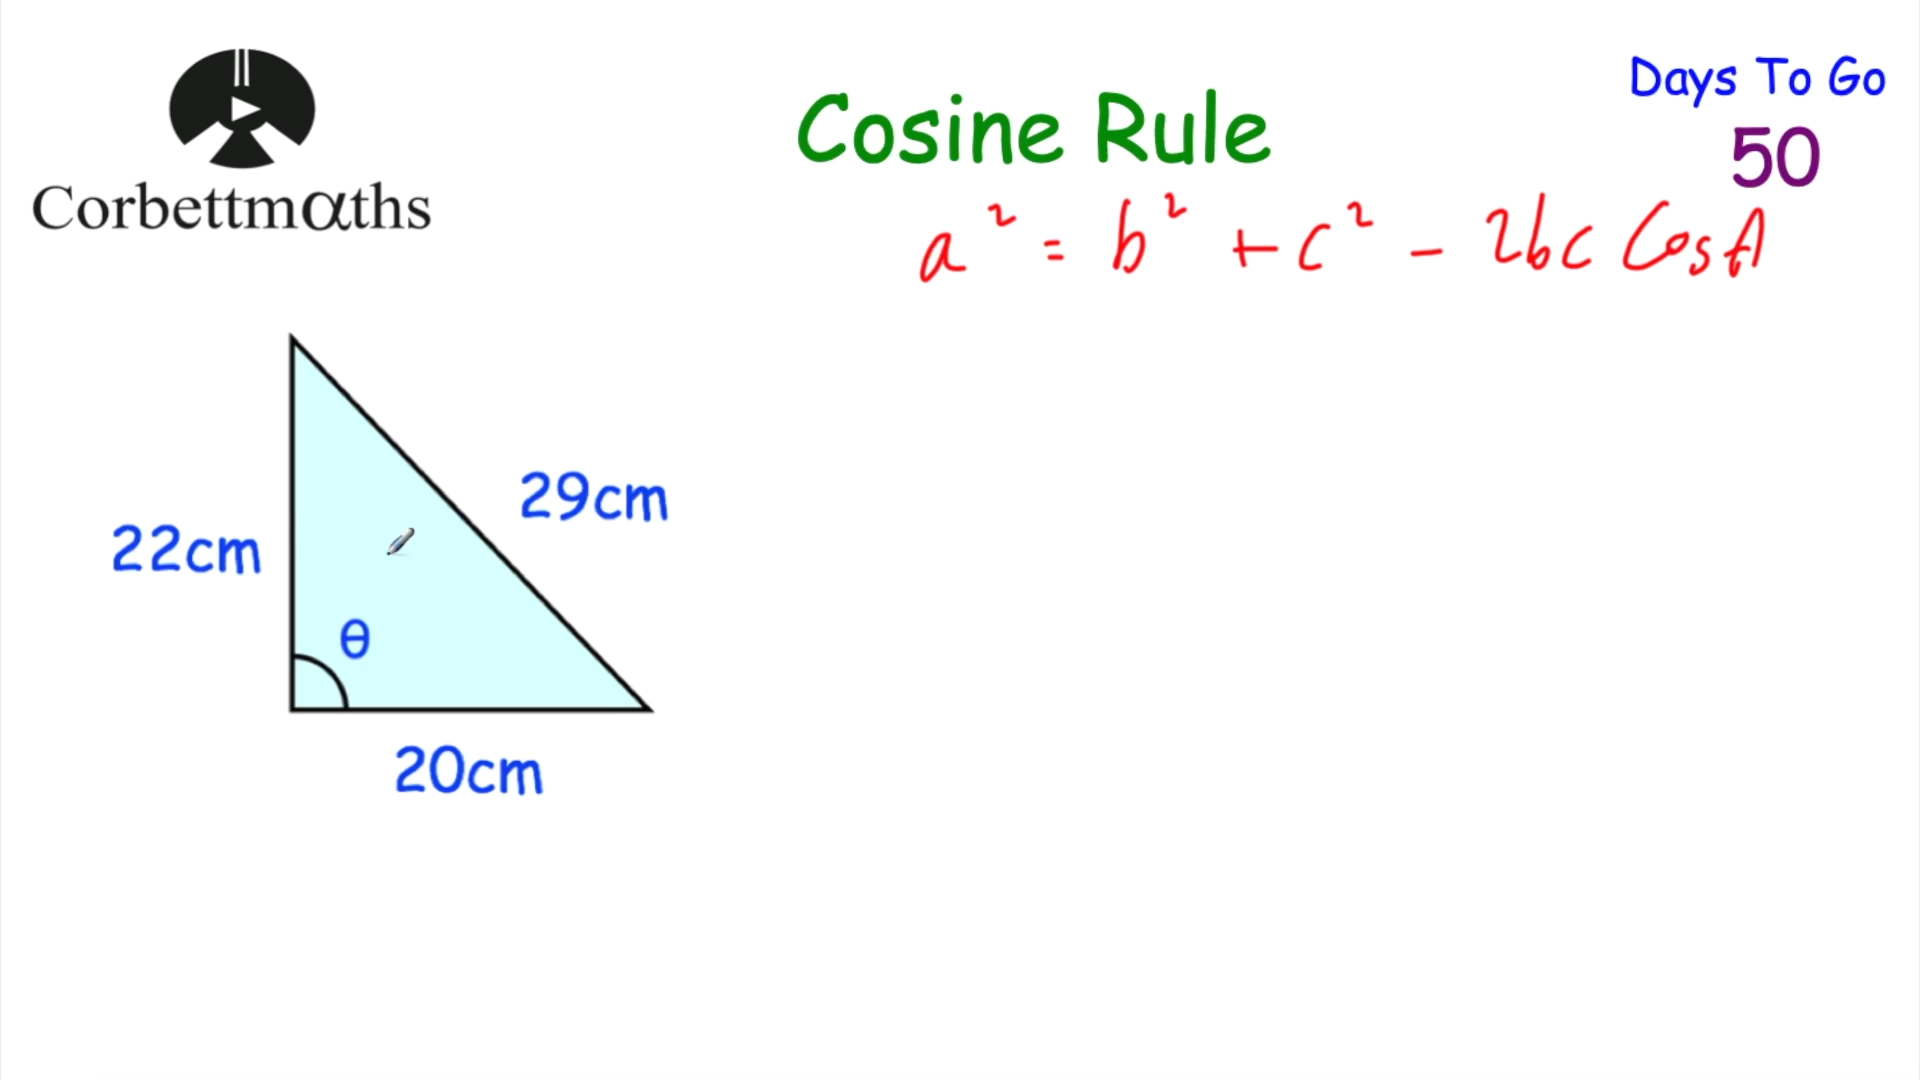 Corbettmαths
Cosine Rule
Days To Go
50
a² = b² + c² - 2bc CosA
22cm
29cm
θ
20cm